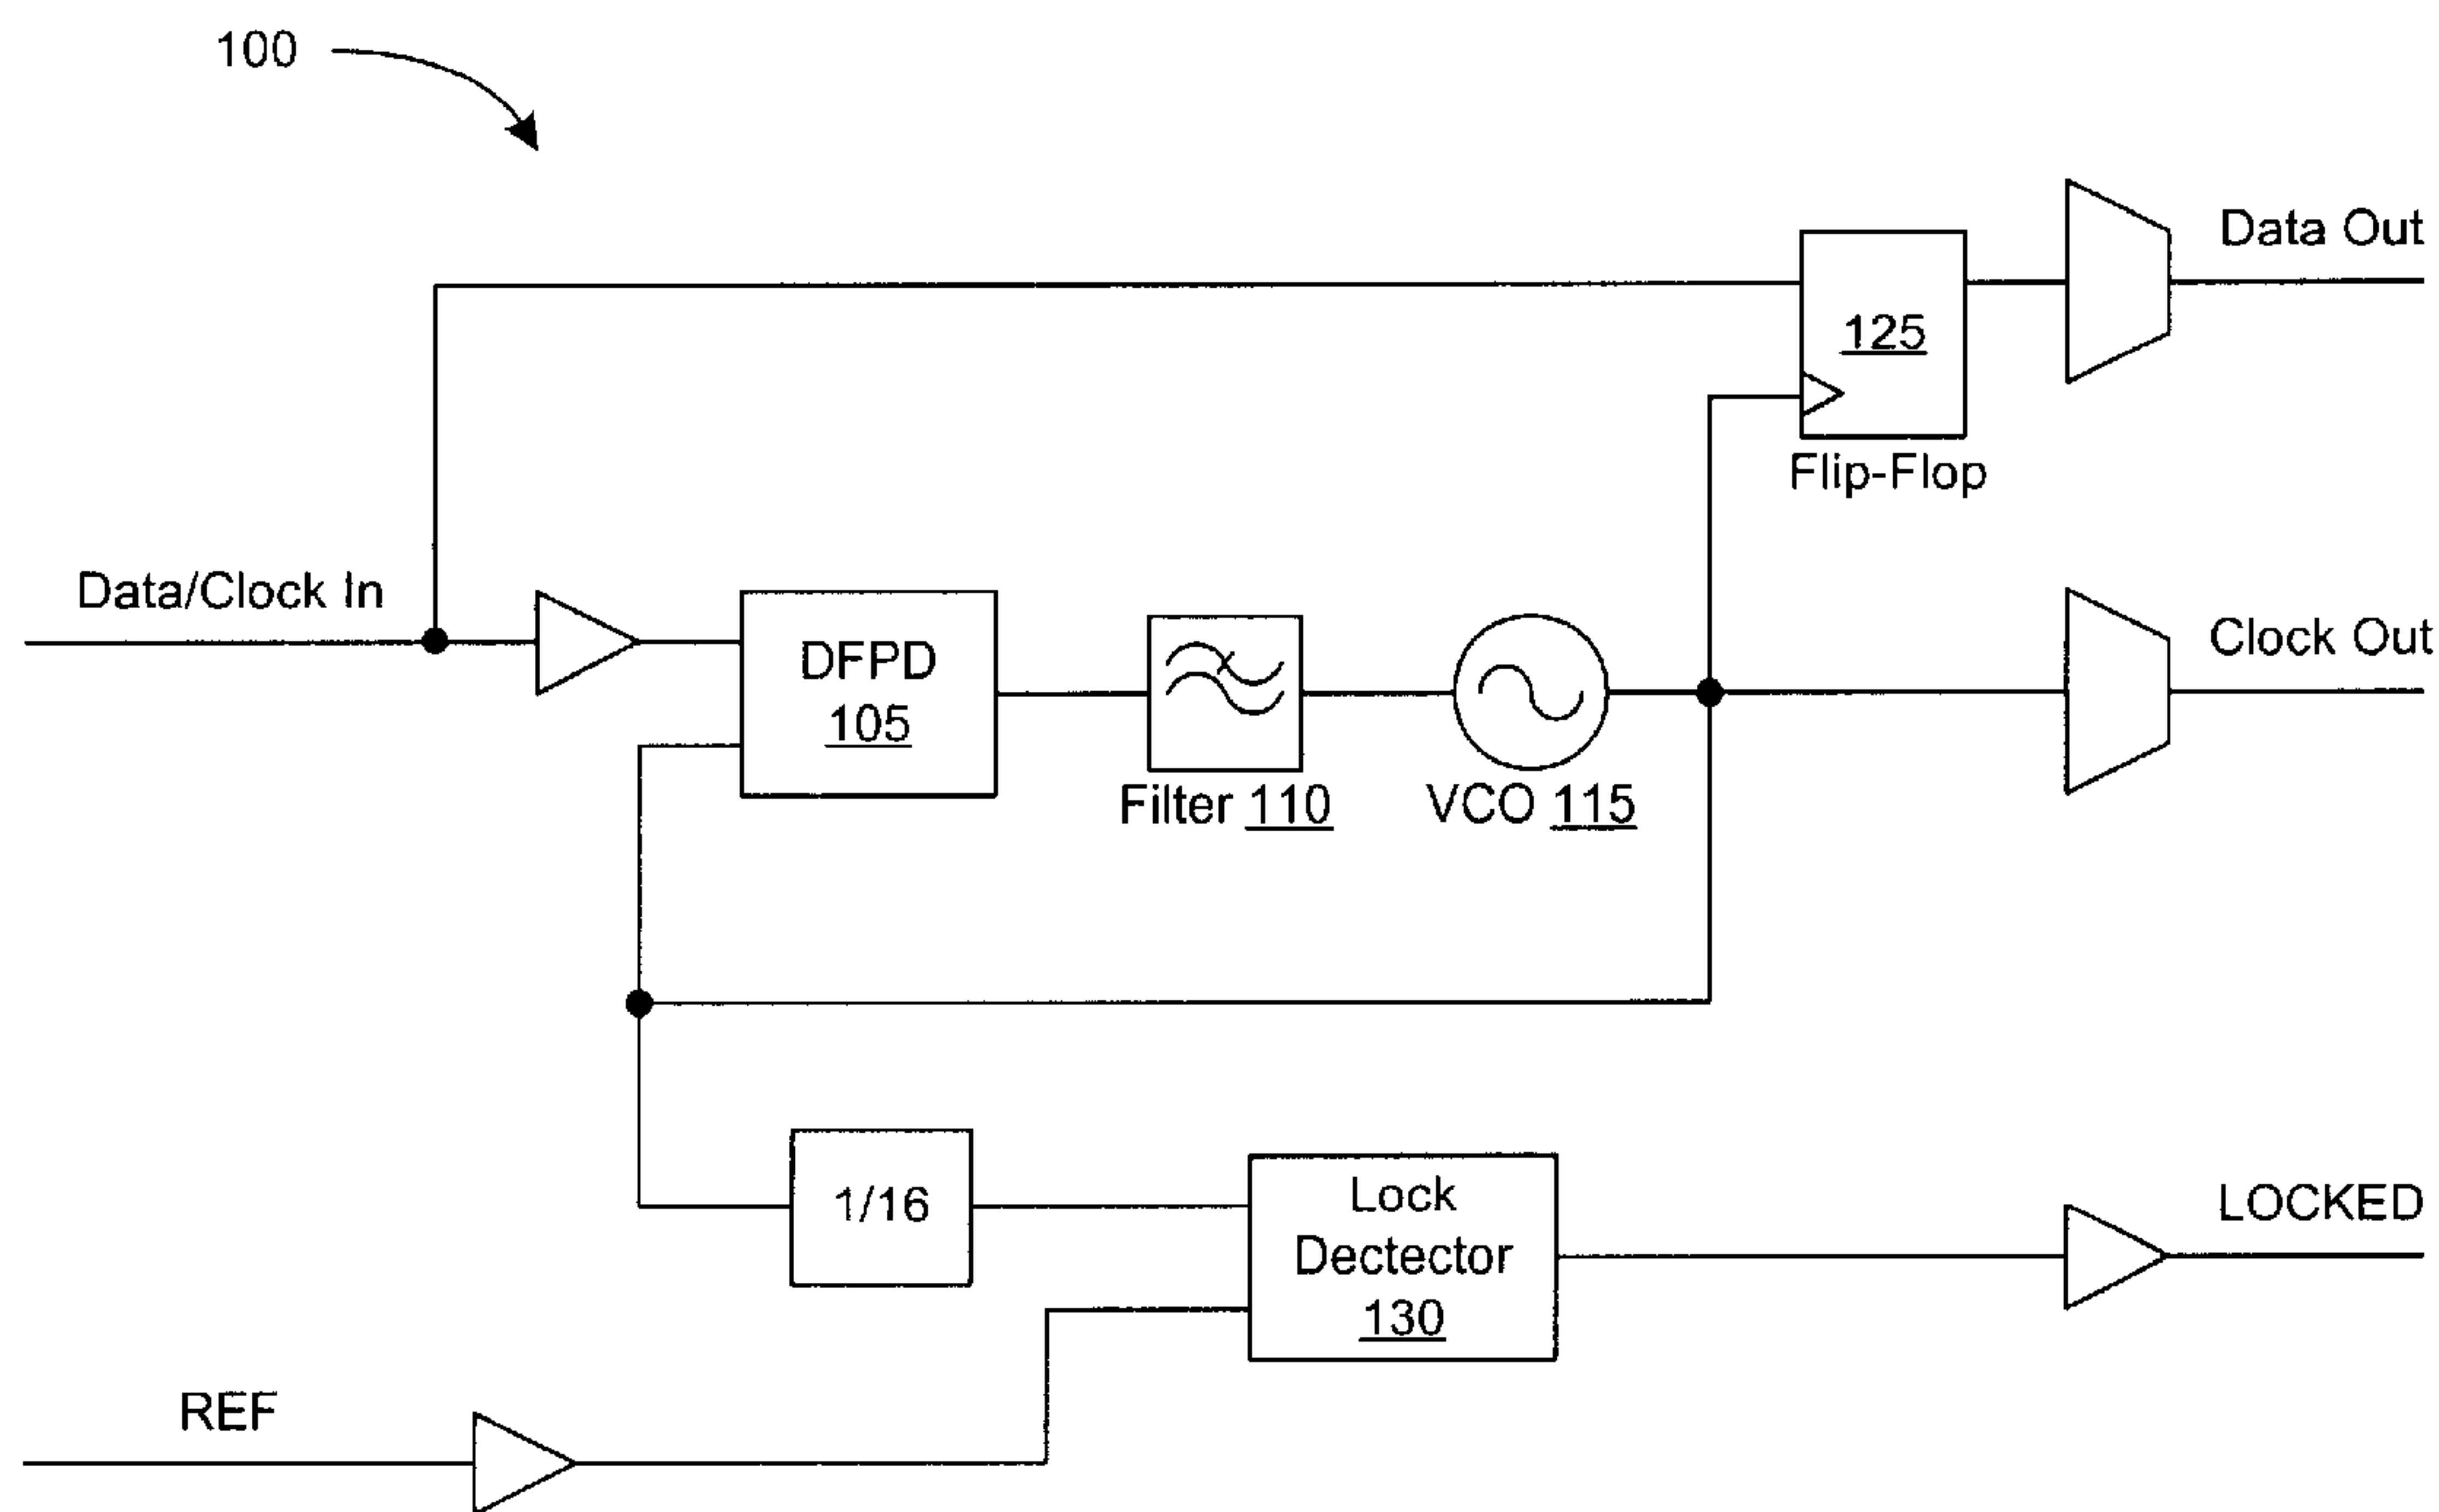 100
Data Out
125
Flip-Flop
Data/Clock In
DFPD
105
Filter 110
VCO 115
Clock Out
1/16
Lock
Dectector
130
LOCKED
REF